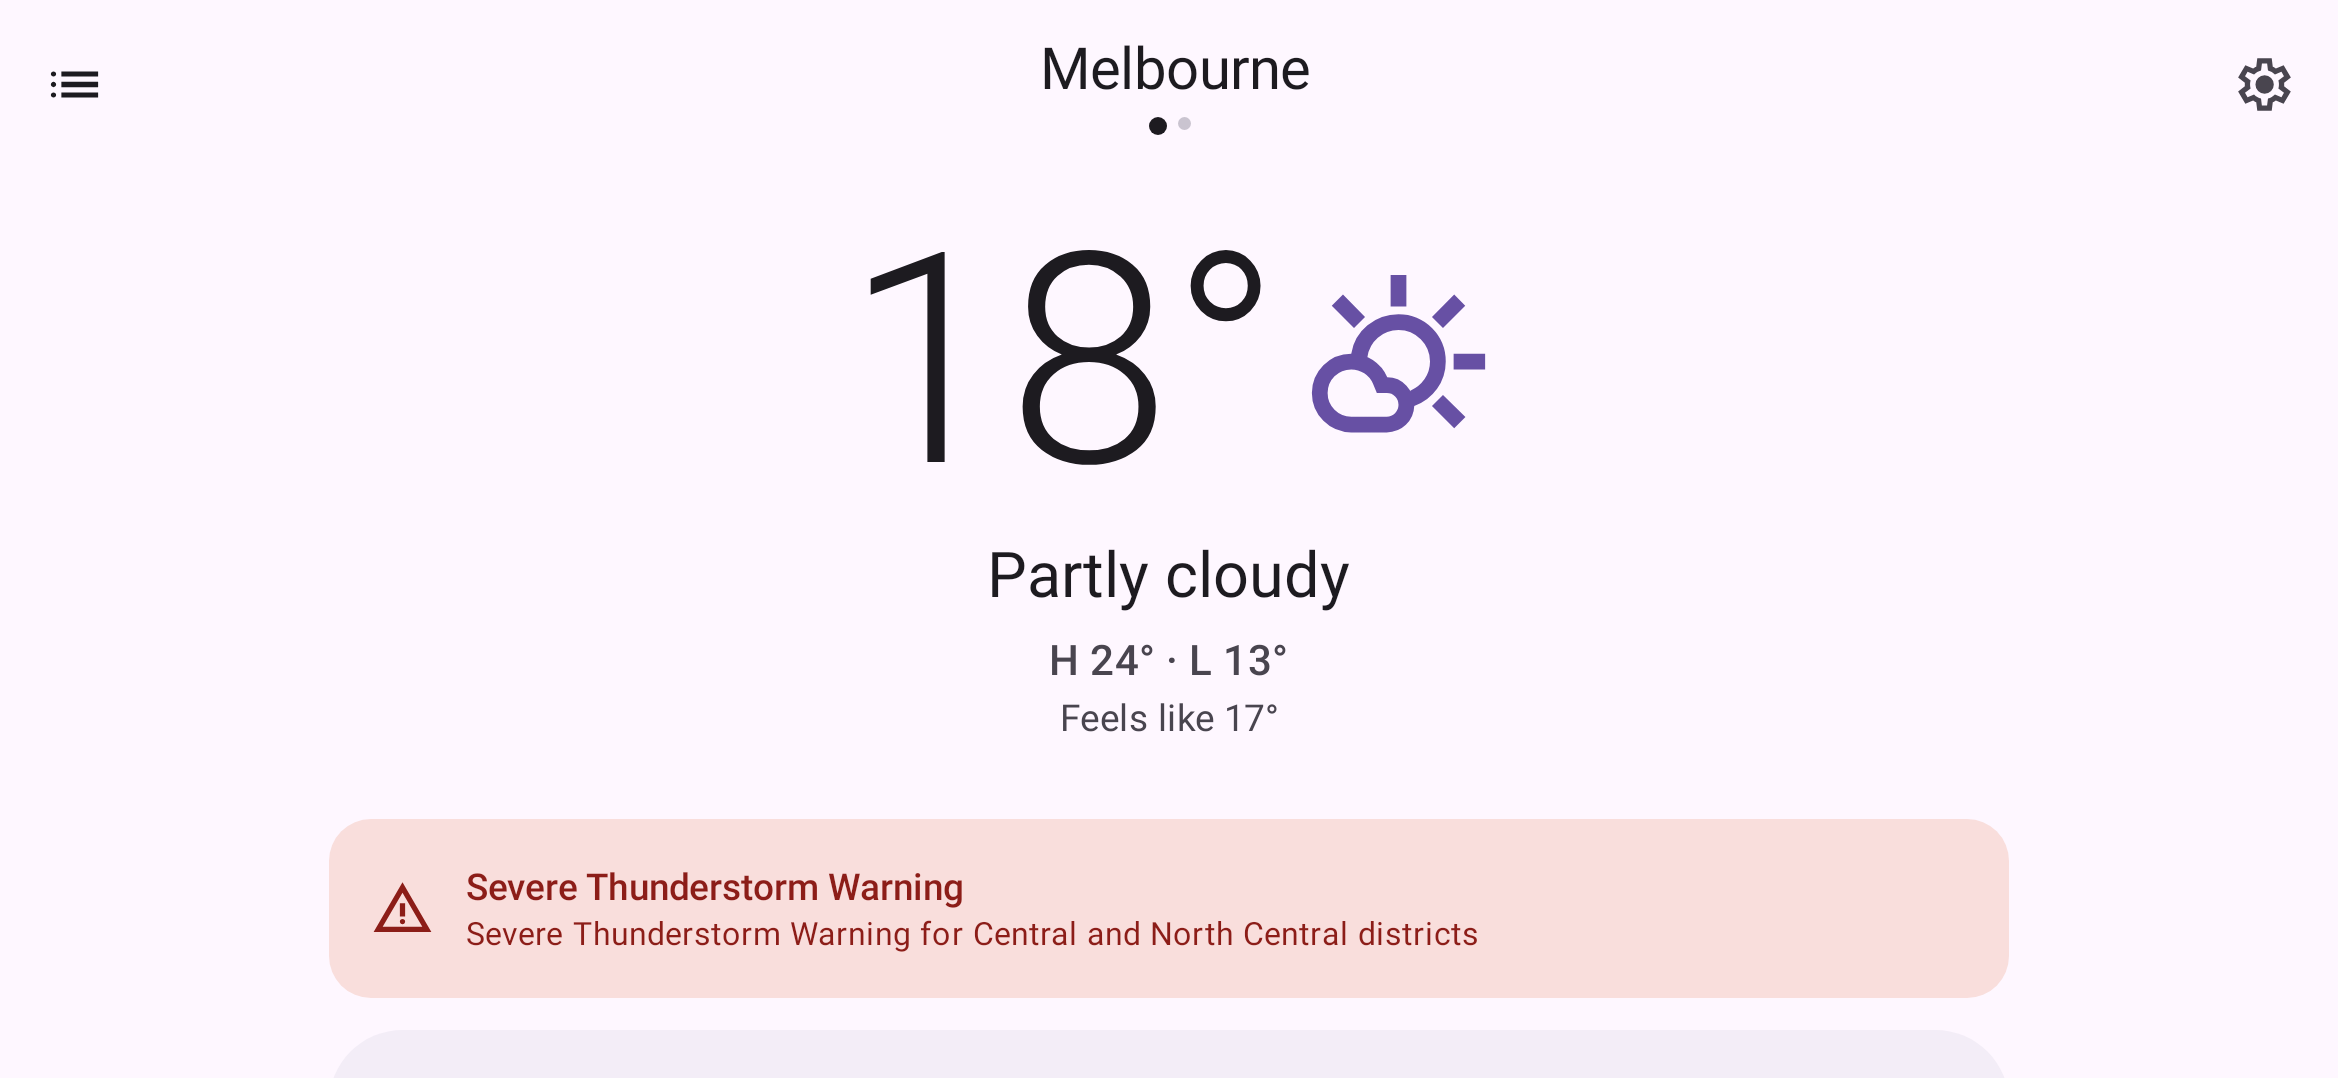 Melbourne
18°
Partly cloudy
H 24° · L 13°
Feels like 17°
Severe Thunderstorm Warning
Severe Thunderstorm Warning for Central and North Central districts